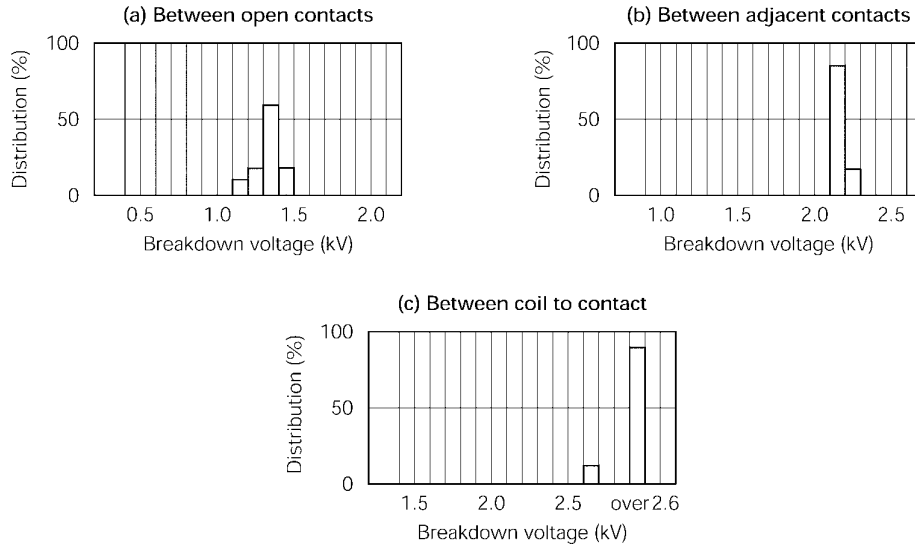 (a) Between open contacts
100
50
0
Distribution (%)
0.5 1.0 1.5 2.0
Breakdown voltage (kV)
(b) Between adjacent contacts
100
50
0
Distribution (%)
1.0 1.5 2.0 2.5
Breakdown voltage (kV)
(c) Between coil to contact
100
50
0
Distribution (%)
1.5 2.0 2.5 over 2.6
Breakdown voltage (kV)